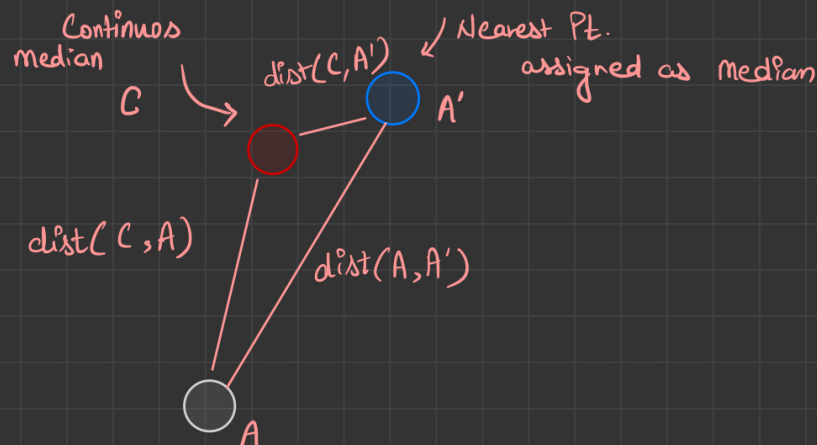 Continuos
median
C
dist(C,A')
Nearest Pt.
assigned as Median
A'
dist(C,A)
dist(A,A')
A